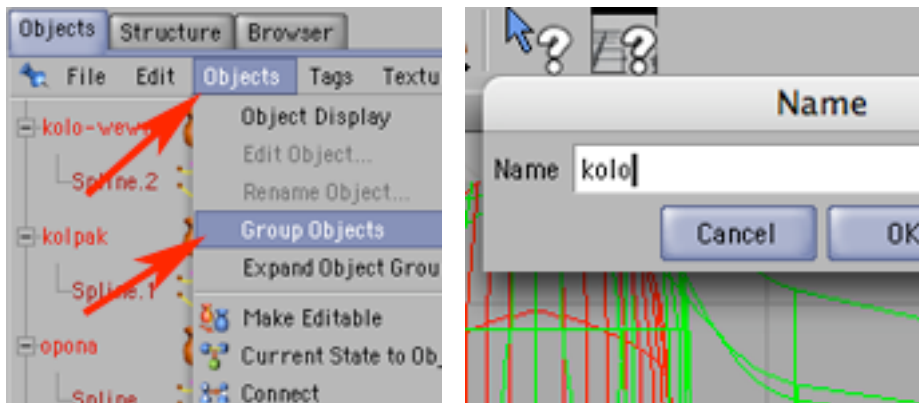 Objects Structure Browser
File Edit Objects Tags Textu
Object Display
kolo-wew
Edit Object...
Spline.2
Rename Object...
kolpak
Group Objects
Expand Object Grou
Spline.1
Make Editable
opona
Current State to Obj
Spline
Connect
Name
Name kolo
Cancel OK